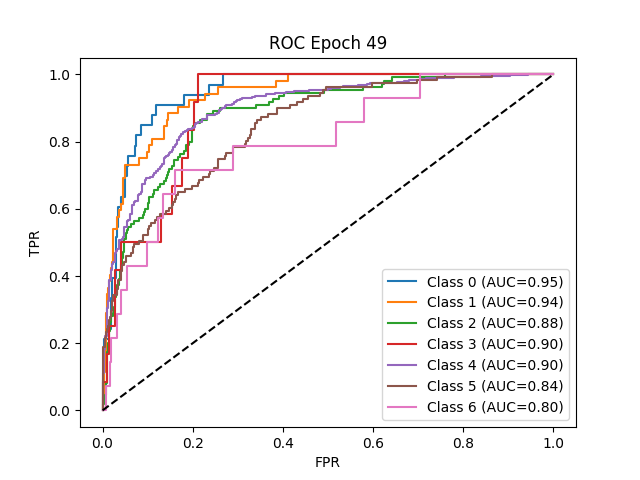 ROC Epoch 49
1.0
0.8
0.6
0.4
0.2
0.0
TPR
Class 0 (AUC=0.95)
Class 1 (AUC=0.94)
Class 2 (AUC=0.88)
Class 3 (AUC=0.90)
Class 4 (AUC=0.90)
Class 5 (AUC=0.84)
Class 6 (AUC=0.80)
0.0 0.2 0.4 0.6 0.8 1.0
FPR